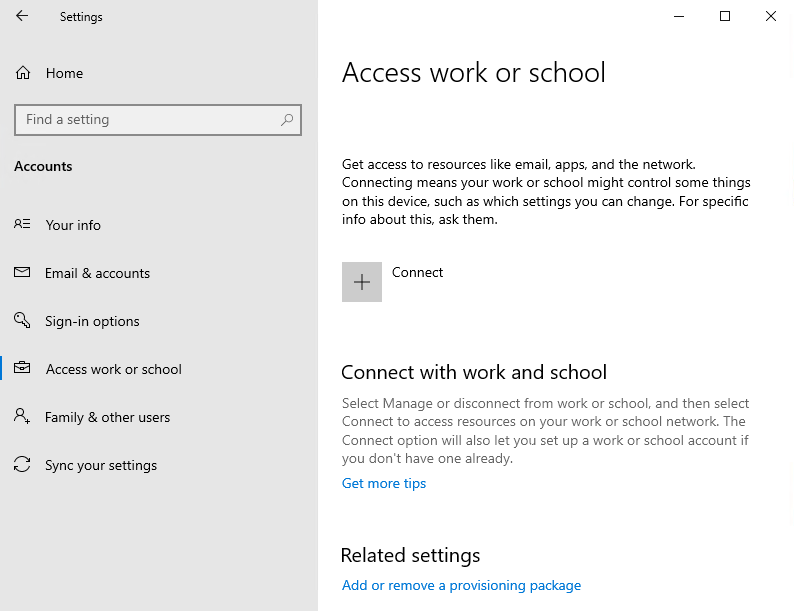 Settings
Home
Find a setting
Accounts
Your info
Email & accounts
Sign-in options
Access work or school
Family & other users
Sync your settings
Access work or school
Get access to resources like email, apps, and the network.
Connecting means your work or school might control some things
on this device, such as which settings you can change. For specific
info about this, ask them.
Connect
Connect with work and school
Select Manage or disconnect from work or school, and then select
Connect to access resources on your work or school network. The
Connect option will also let you set up a work or school account if
you don't have one already.
Get more tips
Related settings
Add or remove a provisioning package